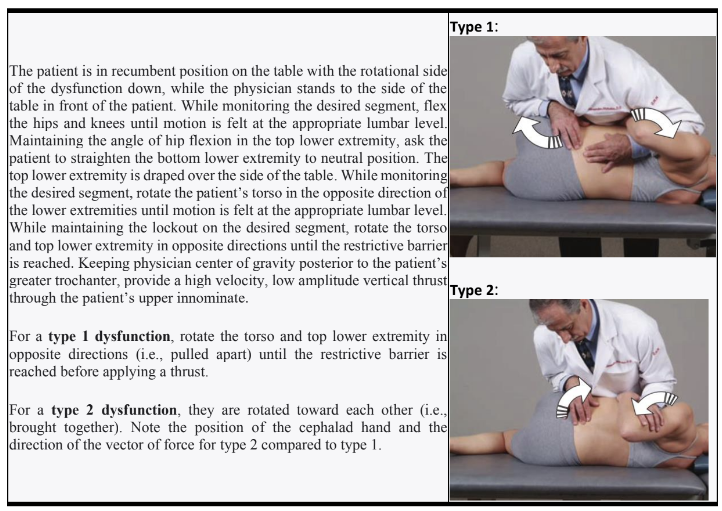 The patient is in recumbent position on the table with the rotational side
of the dysfunction down, while the physician stands to the side of the
table in front of the patient. While monitoring the desired segment, flex
the hips and knees until motion is felt at the appropriate lumbar level.
Maintaining the angle of hip flexion in the top lower extremity, ask the
patient to straighten the bottom lower extremity to neutral position. The
top lower extremity is draped over the side of the table. While monitoring
the desired segment, rotate the patient's torso in the opposite direction of
the lower extremities until motion is felt at the appropriate lumbar level.
While maintaining the lockout on the desired segment, rotate the torso
and top lower extremity in opposite directions until the restrictive barrier
is reached. Keeping physician center of gravity posterior to the patient's
greater trochanter, provide a high velocity, low amplitude vertical thrust
through the patient's upper innominate.
For a type 1 dysfunction, rotate the torso and top lower extremity in
opposite directions (i.e., pulled apart) until the restrictive barrier is
reached before applying a thrust.
For a type 2 dysfunction, they are rotated toward each other (i.e.,
brought together). Note the position of the cephalad hand and the
direction of the vector of force for type 2 compared to type 1.
Type 1:
Type 2: